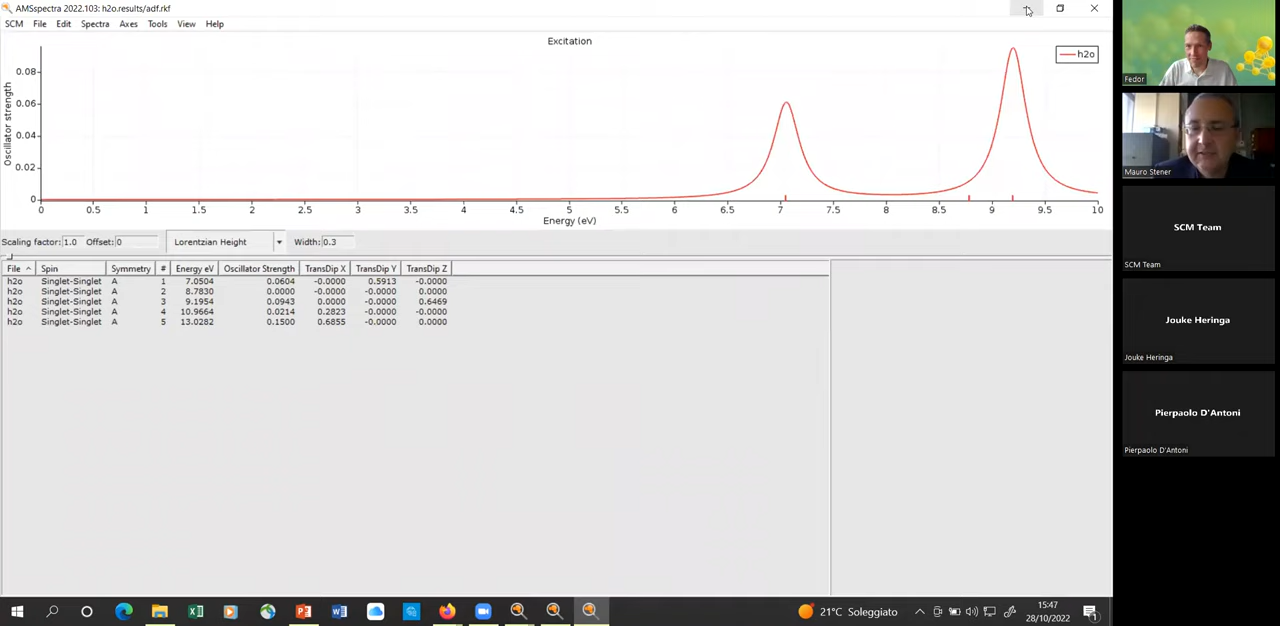 AMSspectra 2022.103: h2o.results/adf.rkf
SCM File Edit Spectra Axes Tools View Help
Excitation
h2o
Oscillator strength
0.08
0.06
0.04
0.02
0
0 0.5 1 1.5 2 2.5 3 3.5 4 4.5 5 5.5 6 6.5 7 7.5 8 8.5 9 9.5 10
Energy (eV)
Scaling factor: 1.0 Offset: 0 Lorentzian Height Width: 0.3
File Spin Symmetry # Energy eV Oscillator Strength TransDip X TransDip Y TransDip Z
h2o Singlet-Singlet A 1 7.0504 0.0604 -0.0000 0.5913 -0.0000
h2o Singlet-Singlet A 2 8.7830 0.0000 -0.0000 -0.0000 0.0000
h2o Singlet-Singlet A 3 9.1954 0.0943 0.0000 -0.0000 0.6469
h2o Singlet-Singlet A 4 10.9664 0.0214 0.2823 -0.0000 -0.0000
h2o Singlet-Singlet A 5 13.0282 0.1500 0.6855 -0.0000 0.0000
Fedor
Mauro Stener
SCM Team
SCM Team
Jouke Heringa
Jouke Heringa
Pierpaolo D'Antoni
Pierpaolo D'Antoni
21°C Soleggiato
15:47
28/10/2022
1